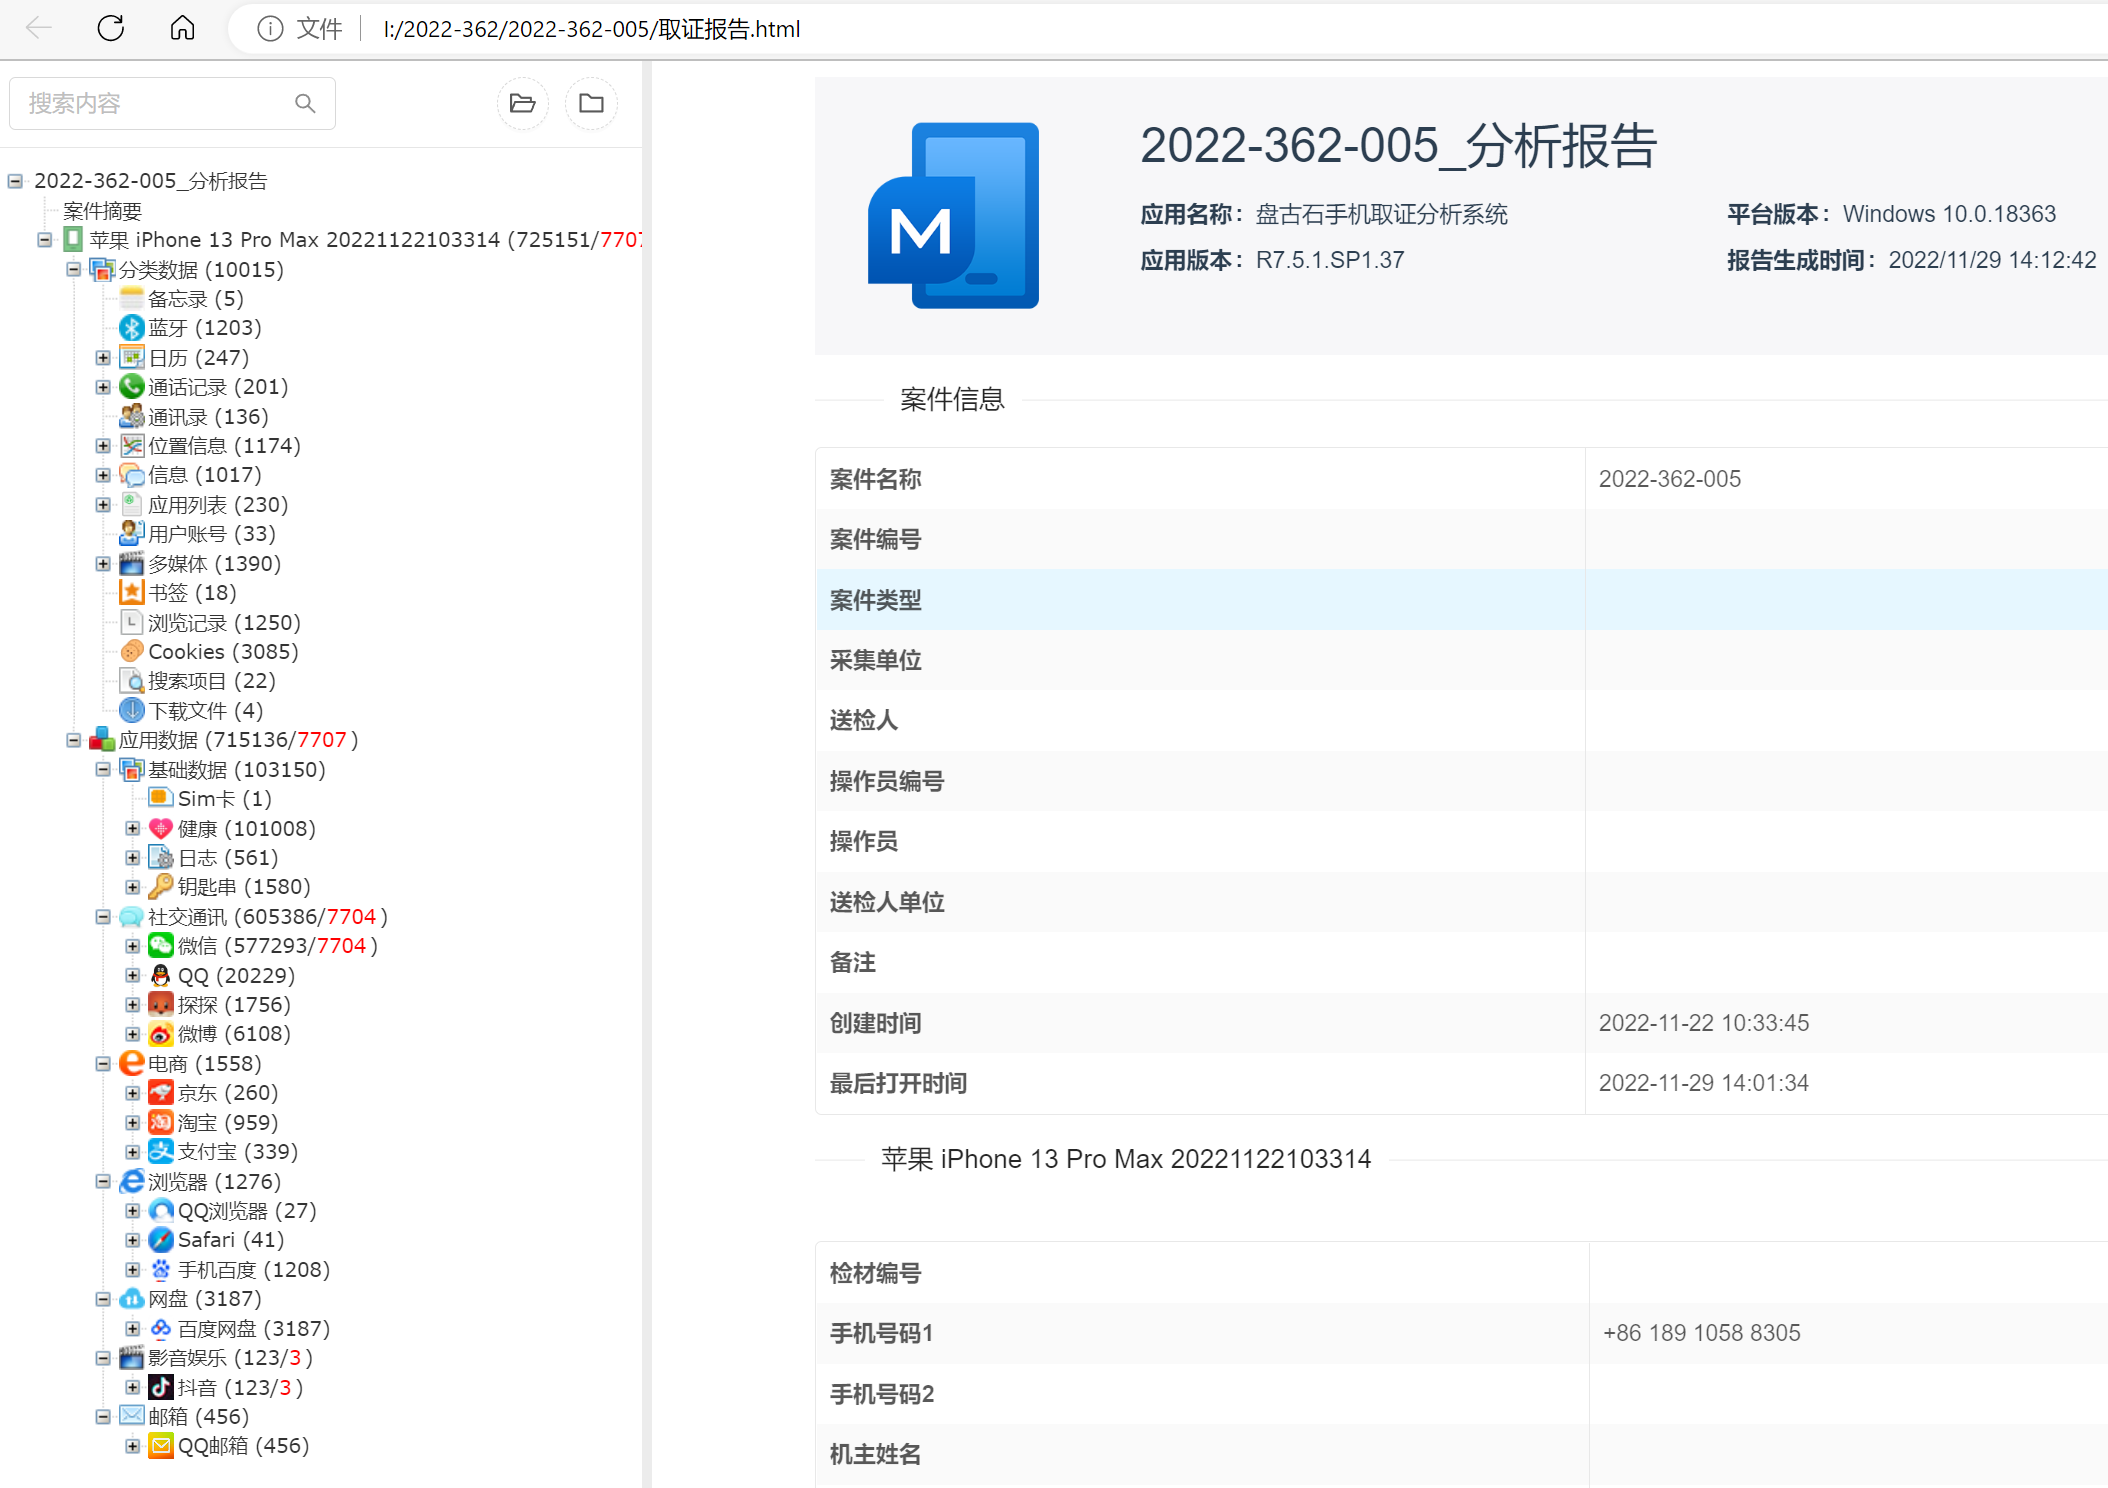 文件
I:/2022-362/2022-362-005/取证报告.html
搜索内容
2022-362-005_分析报告
案件摘要
苹果 iPhone 13 Pro Max 20221122103314 (725151/7707
分类数据 (10015)
备忘录 (5)
蓝牙 (1203)
日历 (247)
通话记录 (201)
通讯录 (136)
位置信息 (1174)
信息 (1017)
应用列表 (230)
用户账号 (33)
多媒体 (1390)
书签 (18)
浏览记录 (1250)
Cookies (3085)
搜索项目 (22)
下载文件 (4)
应用数据 (715136/7707 )
基础数据 (103150)
Sim卡 (1)
健康 (101008)
日志 (561)
钥匙串 (1580)
社交通讯 (605386/7704 )
微信 (577293/7704 )
QQ (20229)
探探 (1756)
微博 (6108)
电商 (1558)
京东 (260)
淘宝 (959)
支付宝 (339)
浏览器 (1276)
QQ浏览器 (27)
Safari (41)
手机百度 (1208)
网盘 (3187)
百度网盘 (3187)
影音娱乐 (123/3 )
抖音 (123/3 )
邮箱 (456)
QQ邮箱 (456)
M
2022-362-005_分析报告
应用名称： 盘古石手机取证分析系统
平台版本： Windows 10.0.18363
应用版本： R7.5.1.SP1.37
报告生成时间： 2022/11/29 14:12:42
案件信息
案件名称 2022-362-005
案件编号
案件类型
采集单位
送检人
操作员编号
操作员
送检人单位
备注
创建时间 2022-11-22 10:33:45
最后打开时间 2022-11-29 14:01:34
苹果 iPhone 13 Pro Max 20221122103314
检材编号
手机号码1 +86 189 1058 8305
手机号码2
机主姓名